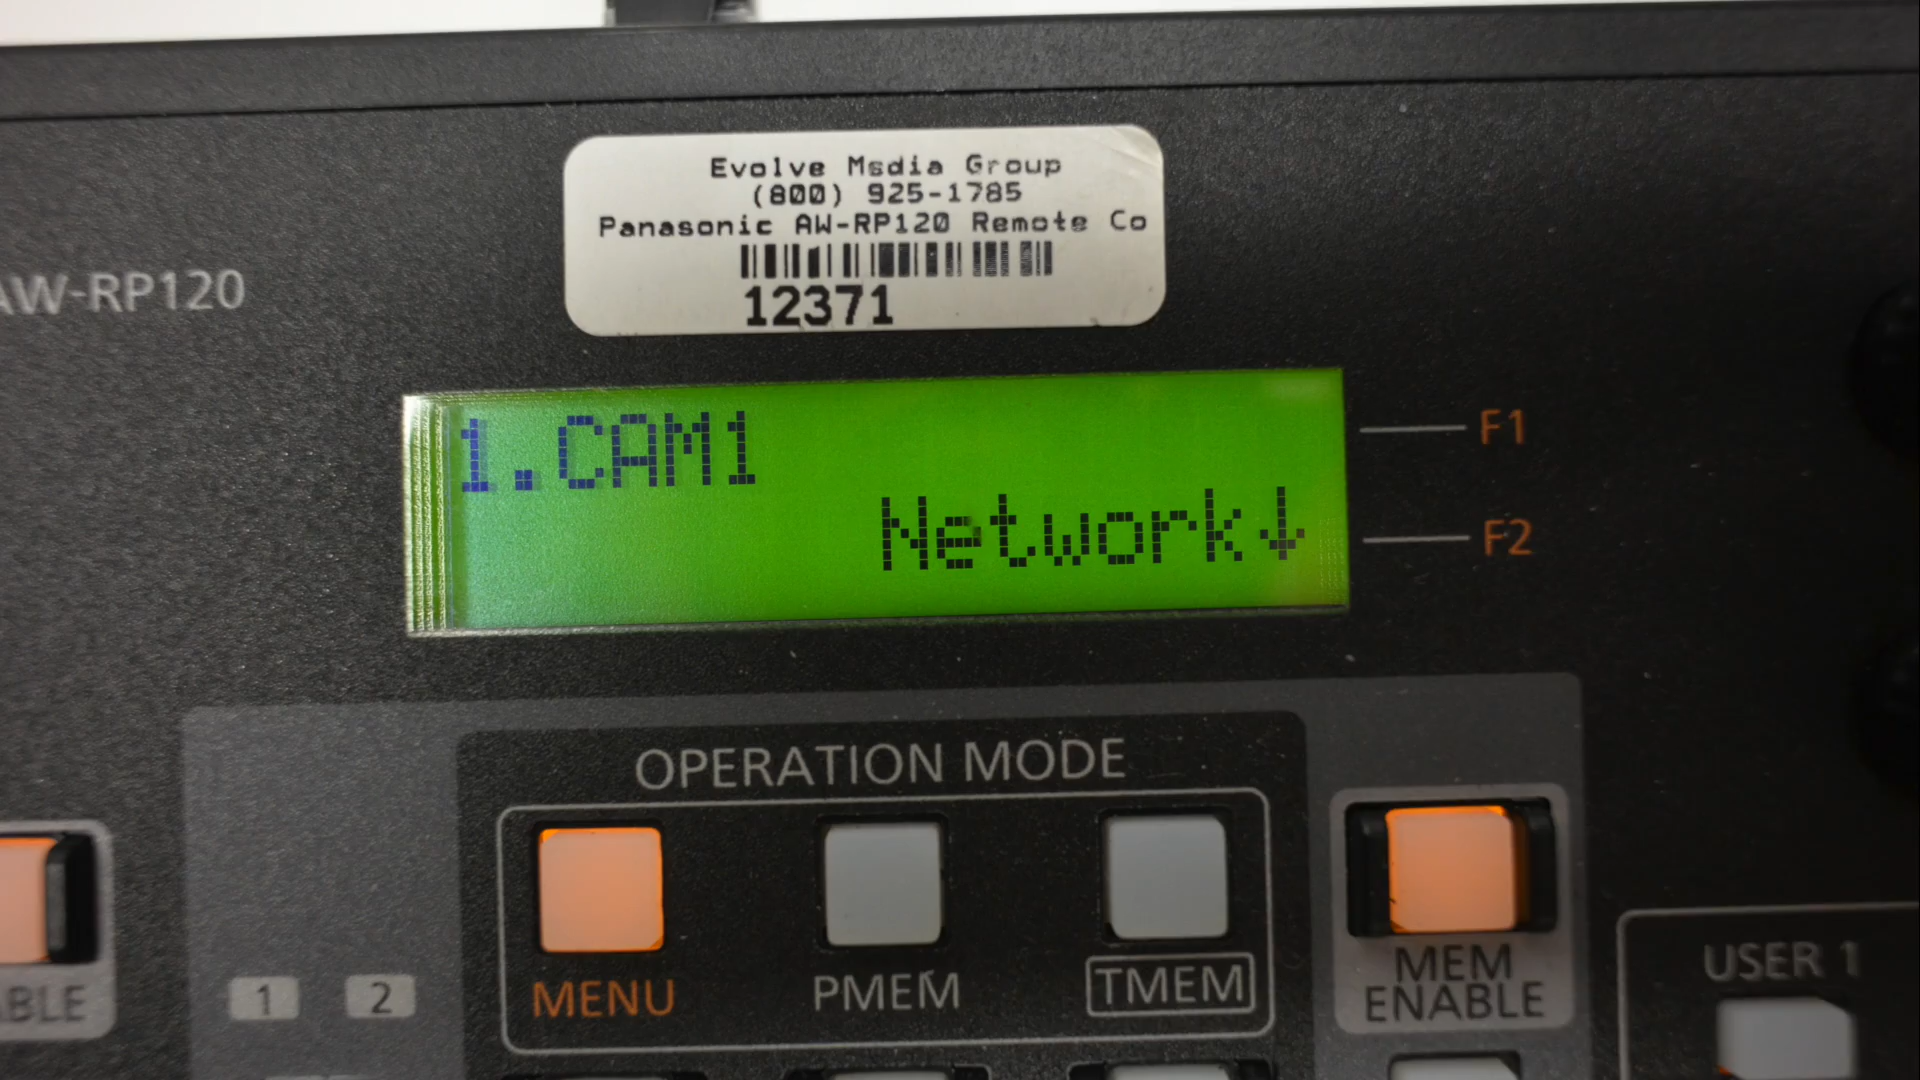 Evolve Msdia Group
(800) 925-1785
Panasonic AW-RP120 Remote Co
12371
AW-RP120
1.CAM1
F1
Network↓
F2
OPERATION MODE
MENU
PMEM
TMEM
MEM
ENABLE
ABLE
1
2
USER 1